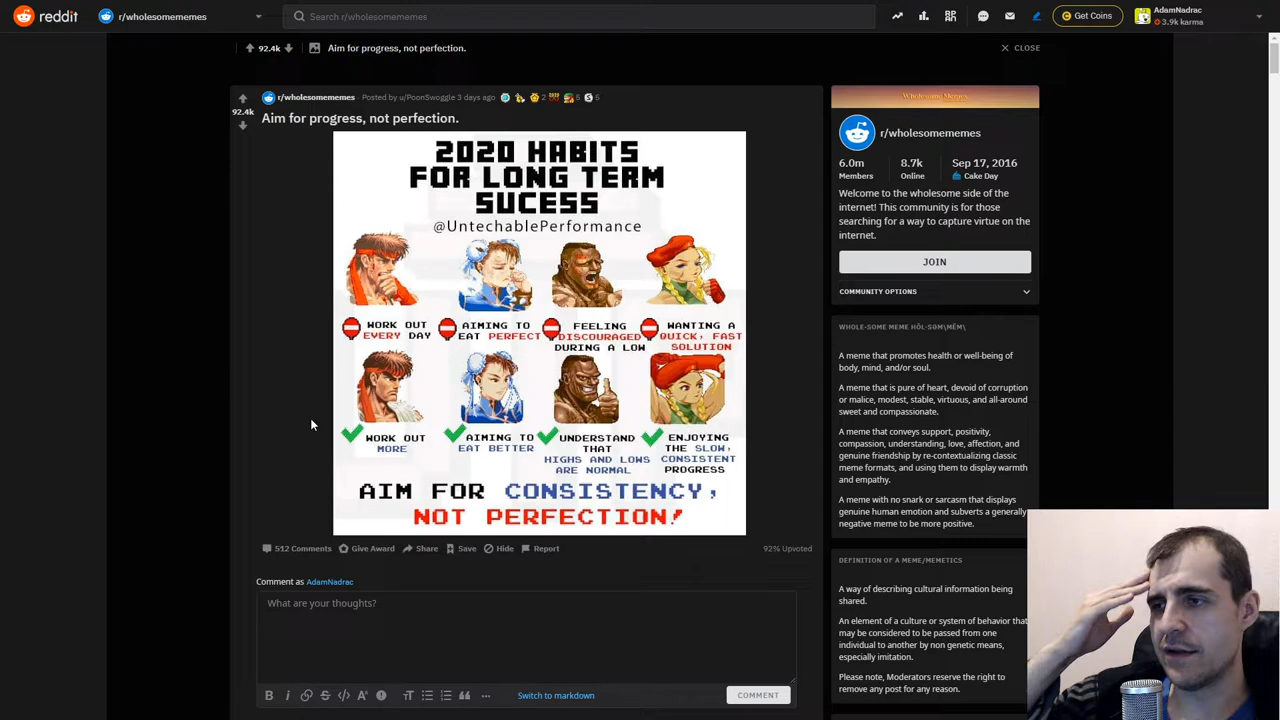 reddit
r/wholesomememes
Search r/wholesomememes
Get Coins
AdamNadrac
3.9k karma
92.4k
Aim for progress, not perfection.
CLOSE
r/wholesomememes · Posted by u/PoonSwoggle 3 days ago
2
5
5
92.4k
Aim for progress, not perfection.
2020 HABITS
FOR LONG TERM
SUCESS
@UntechablePerformance
WORK OUT
EVERY DAY
AIMING TO
EAT PERFECT
FEELING
DISCOURAGED
DURING A LOW
WANTING A
QUICK, FAST
SOLUTION
WORK OUT
MORE
AIMING TO
EAT BETTER
UNDERSTAND
THAT
HIGHS AND LOWS
ARE NORMAL
ENJOYING
THE SLOW,
CONSISTENT
PROGRESS
AIM FOR CONSISTENCY,
NOT PERFECTION!
512 Comments
Give Award
Share
Save
Hide
Report
92% Upvoted
Comment as AdamNadrac
What are your thoughts?
Switch to markdown
COMMENT
Wholesome Memes
r/wholesomememes
6.0m
Members
8.7k
Online
Sep 17, 2016
Cake Day
Welcome to the wholesome side of the
internet! This community is for those
searching for a way to capture virtue on the
internet.
JOIN
COMMUNITY OPTIONS
WHOLE·SOME MEME HŌL-SƏM\MĒM\
A meme that promotes health or well-being of
body, mind, and/or soul.
A meme that is pure of heart, devoid of corruption
or malice, modest, stable, virtuous, and all-around
sweet and compassionate.
A meme that conveys support, positivity,
compassion, understanding, love, affection, and
genuine friendship by re-contextualizing classic
meme formats, and using them to display warmth
and empathy.
A meme with no snark or sarcasm that displays
genuine human emotion and subverts a generally
negative meme to be more positive.
DEFINITION OF A MEME/MEMETICS
A way of describing cultural information being
shared.
An element of a culture or system of behavior that
may be considered to be passed from one
individual to another by non genetic means,
especially imitation.
Please note, Moderators reserve the right to
remove any post for any reason.